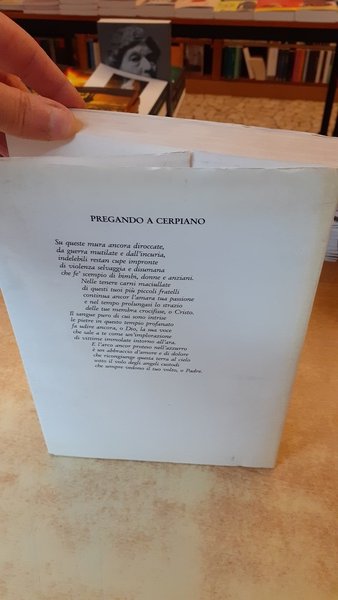 PREGANDO A CERPIANO
Su queste mura ancora diroccate,
da guerra mutilate e dall'incuria,
indelebili restan cupe impronte
di violenza selvaggia e disumana
che fe' scempio di bimbi, donne e anziani.
Nelle tenere carni maciullate
di questi tuoi più piccoli fratelli
continua ancor l'amara tua passione
e nel tempo prolungasi lo strazio
delle tue membra crocifisse, o Cristo.
Il sangue puro di cui sono intrise
le pietre in questo tempio profanato
fa udire ancora, o Dio, la sua voce
che sale a te come un'implorazione
di vittime immolate intorno all'ara.
E l'arco ancor proteso nell'azzurro
è un abbraccio d'amore e di dolore
che ricongiunge questa terra al cielo
sotto il volo degli angeli custodi
che sempre vedono il tuo volto, o Padre.